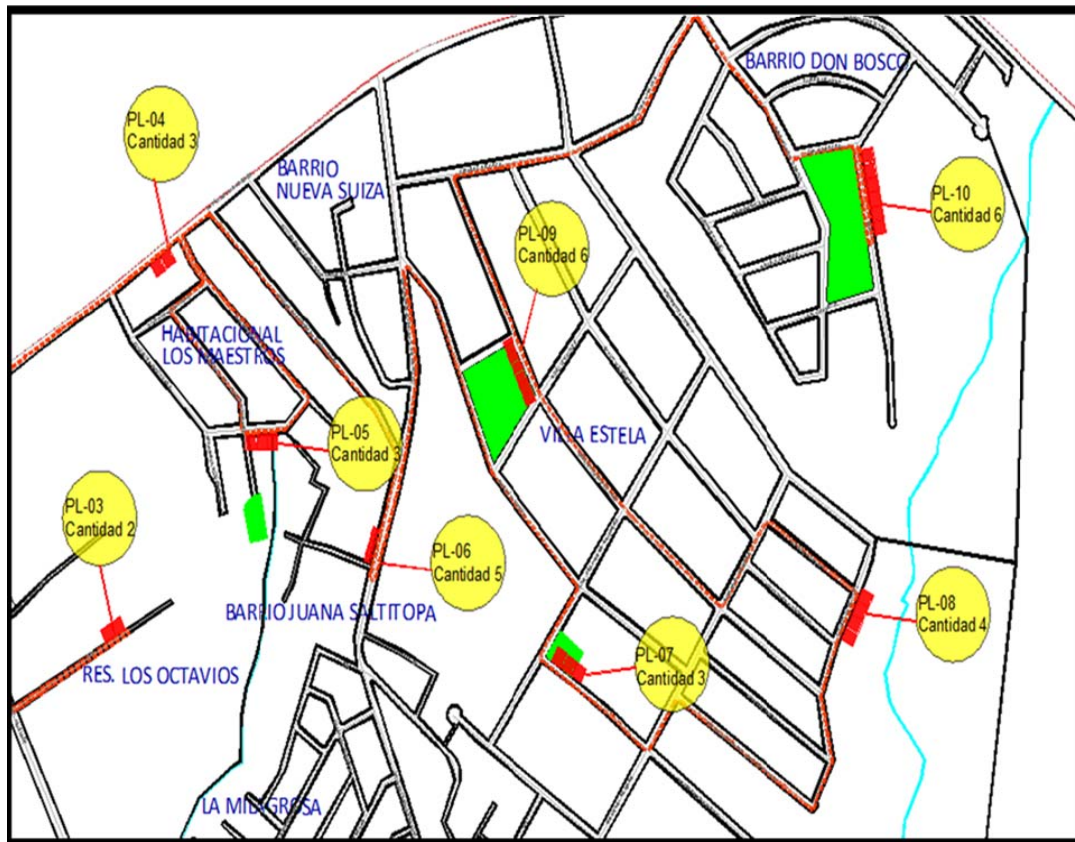 BARRIO DON BOSCO
PL-04
Cantidad 3
BARRIO
NUEVA SUIZA
PL-10
Cantidad 6
PL-09
Cantidad 6
HABITACIONAL
LOS MAESTROS
PL-05
Cantidad 3
VILLA ESTELA
PL-03
Cantidad 2
PL-06
Cantidad 5
BARRIO JUANA SALTITOPA
PL-08
Cantidad 4
PL-07
Cantidad 3
RES. LOS OCTAVIOS
LA MILAGROSA